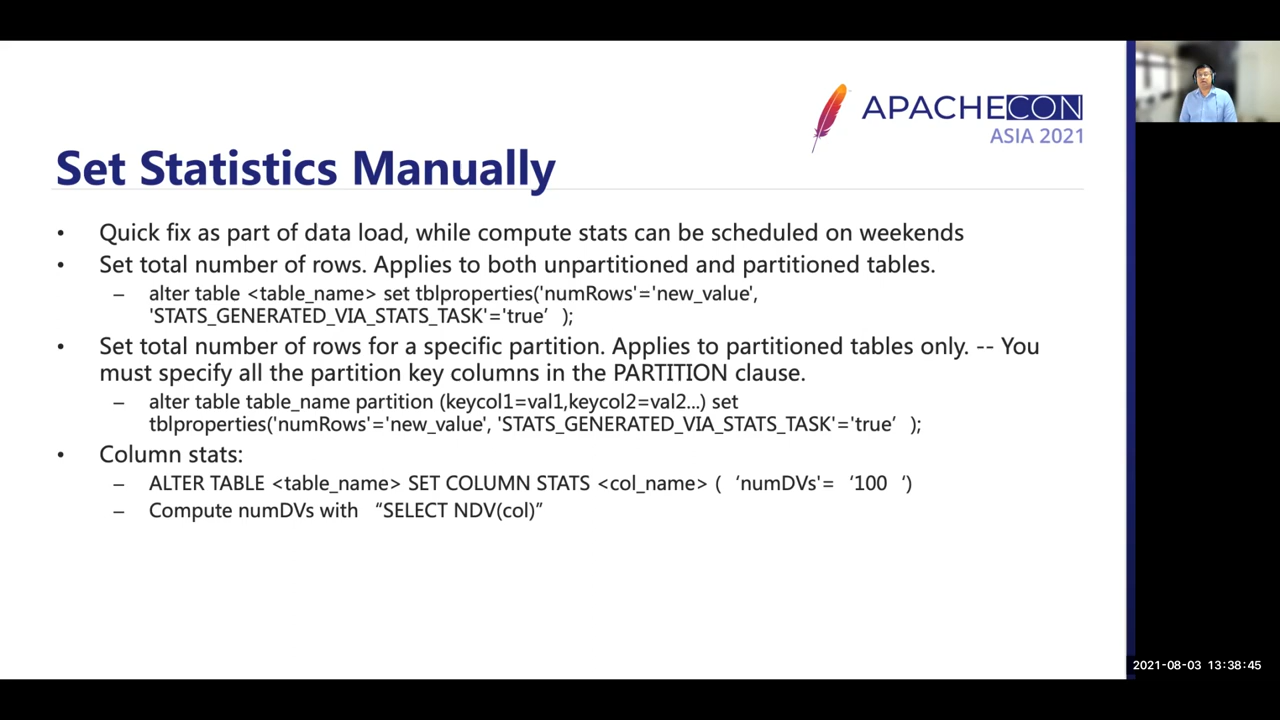 APACHECON
ASIA 2021
Set Statistics Manually
• Quick fix as part of data load, while compute stats can be scheduled on weekends
• Set total number of rows. Applies to both unpartitioned and partitioned tables.
– alter table <table_name> set tblproperties('numRows'='new_value',
'STATS_GENERATED_VIA_STATS_TASK'='true’ );
• Set total number of rows for a specific partition. Applies to partitioned tables only. -- You
must specify all the partition key columns in the PARTITION clause.
– alter table table_name partition (keycol1=val1,keycol2=val2...) set
tblproperties('numRows'='new_value', 'STATS_GENERATED_VIA_STATS_TASK'='true’ );
• Column stats:
– ALTER TABLE <table_name> SET COLUMN STATS <col_name> ( ‘numDVs'= ‘100 ‘)
– Compute numDVs with “SELECT NDV(col)”
2021-08-03 13:38:45